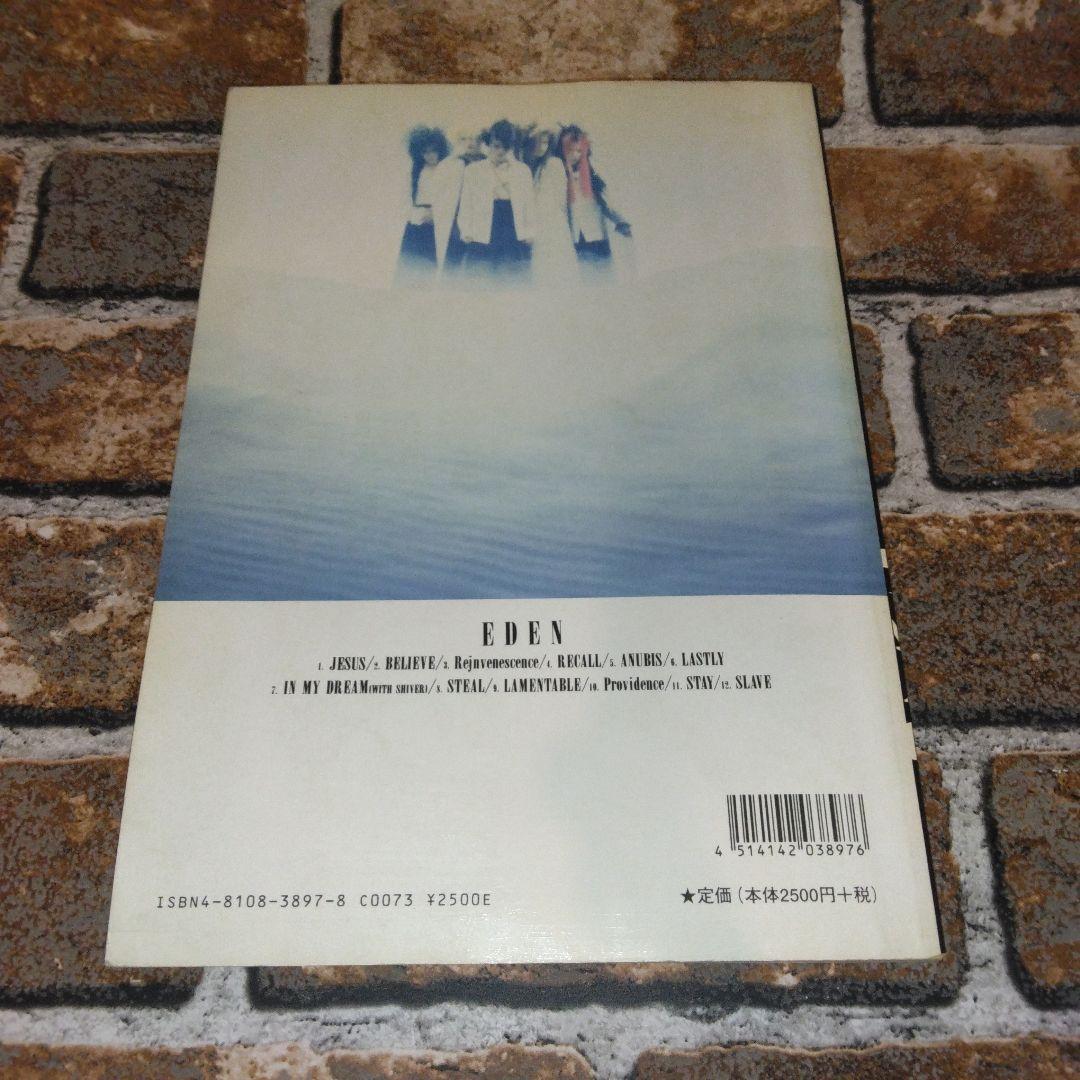 EDEN
1. JESUS/2. BELIEVE/3. Rejnvenescence/4. RECALL/5. ANUBIS/6. LASTLY
7. IN MY DREAM(WITH SHIVER)/8. STEAL/9. LAMENTABLE/10. Providence/11. STAY/12. SLAVE
4 514142 038976
ISBN4-8108-3897-8 C0073 ¥2500E
★定価(本体2500円+税)